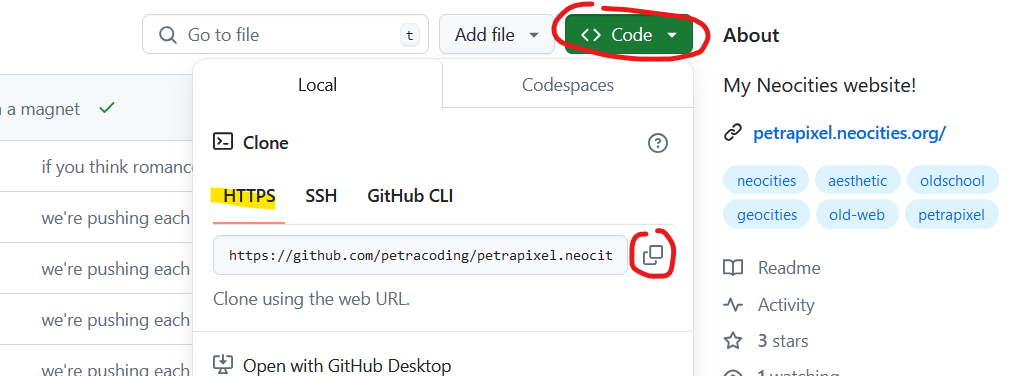 Go to file
t
Add file
Code
Local
Codespaces
Clone
HTTPS
SSH
GitHub CLI
https://github.com/petracoding/petrapixel.neocit
Clone using the web URL.
Open with GitHub Desktop
a magnet
if you think romance
we're pushing each
we're pushing each
we're pushing each
we're pushing each
About
My Neocities website!
petrapixel.neocities.org/
neocities
aesthetic
oldschool
geocities
old-web
petrapixel
Readme
Activity
3 stars
1 watching